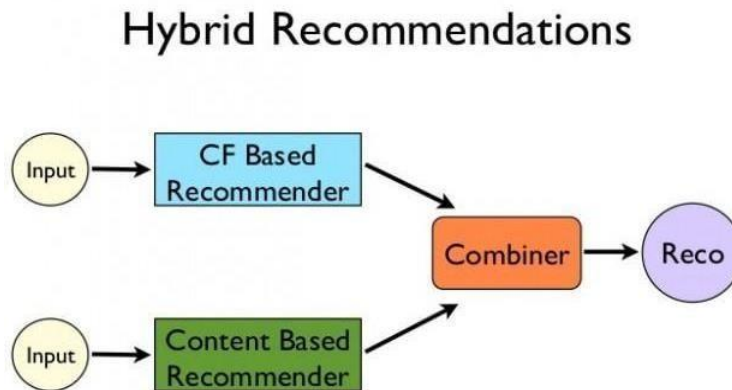 Hybrid Recommendations
Input
CF Based
Recommender
Combiner
Reco
Input
Content Based
Recommender